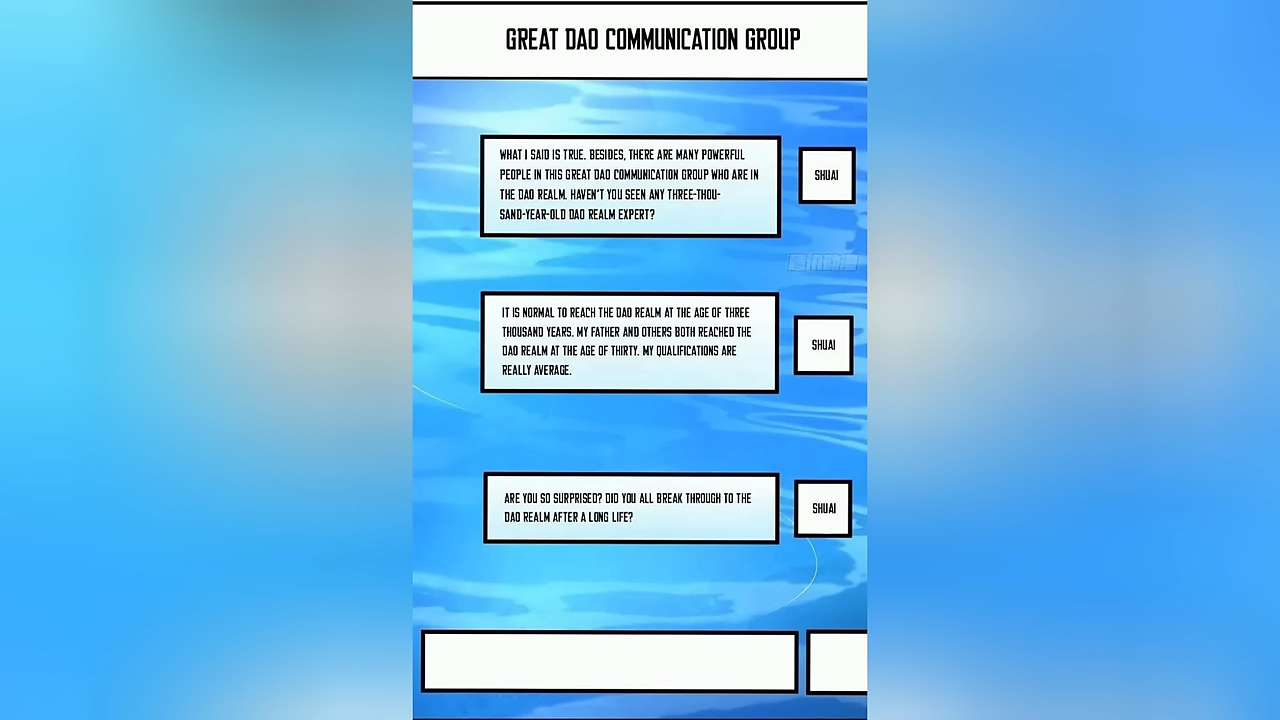 GREAT DAO COMMUNICATION GROUP
WHAT I SAID IS TRUE. BESIDES, THERE ARE MANY POWERFUL
PEOPLE IN THIS GREAT DAO COMMUNICATION GROUP WHO ARE IN
THE DAO REALM. HAVEN'T YOU SEEN ANY THREE-THOU-
SAND-YEAR-OLD DAO REALM EXPERT?
SHUAI
IT IS NORMAL TO REACH THE DAO REALM AT THE AGE OF THREE
THOUSAND YEARS. MY FATHER AND OTHERS BOTH REACHED THE
DAO REALM AT THE AGE OF THIRTY. MY QUALIFICATIONS ARE
REALLY AVERAGE.
SHUAI
ARE YOU SO SURPRISED? DID YOU ALL BREAK THROUGH TO THE
DAO REALM AFTER A LONG LIFE?
SHUAI